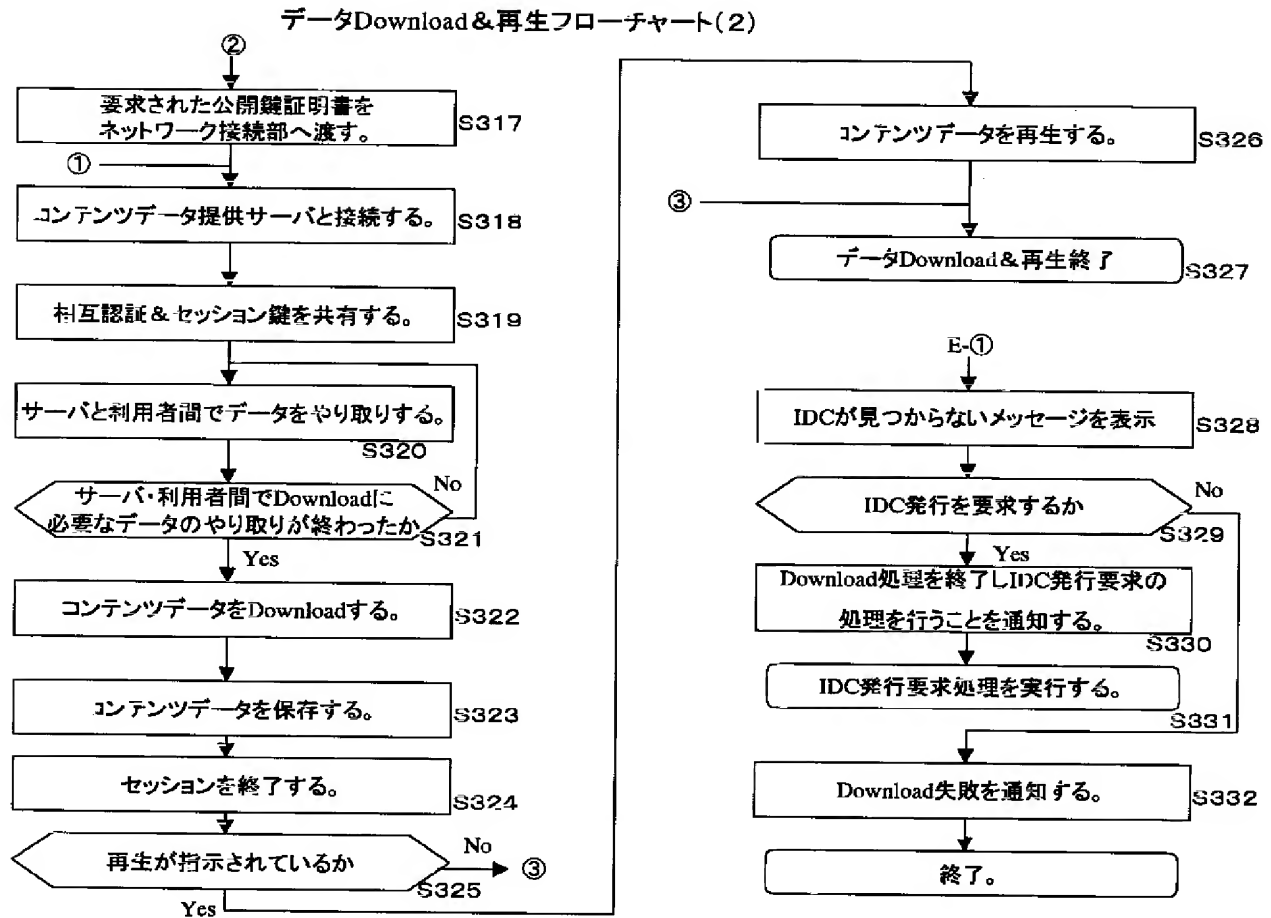 データDownload&再生フローチャート(2)
②
要求された公開鍵証明書を
ネットワーク接続部へ渡す。
S317
①
コンテンツデータ提供サーバと接続する。
S318
相互認証&セッション鍵を共有する。
S319
サーバと利用者間でデータをやり取りする。
S320
サーバ・利用者間でDownloadに
必要なデータのやり取りが終わったか
No
S321
Yes
コンテンツデータをDownloadする。
S322
コンテンツデータを保存する。
S323
セッションを終了する。
S324
再生が指示されているか
No
③
S325
Yes
コンテンツデータを再生する。
S326
③
データDownload&再生終了
S327
E-①
IDCが見つからないメッセージを表示
S328
IDC発行を要求するか
No
S329
Yes
Download処理を終了しIDC発行要求の
処理を行うことを通知する。
S330
IDC発行要求処理を実行する。
S331
Download失敗を通知する。
S332
終了。